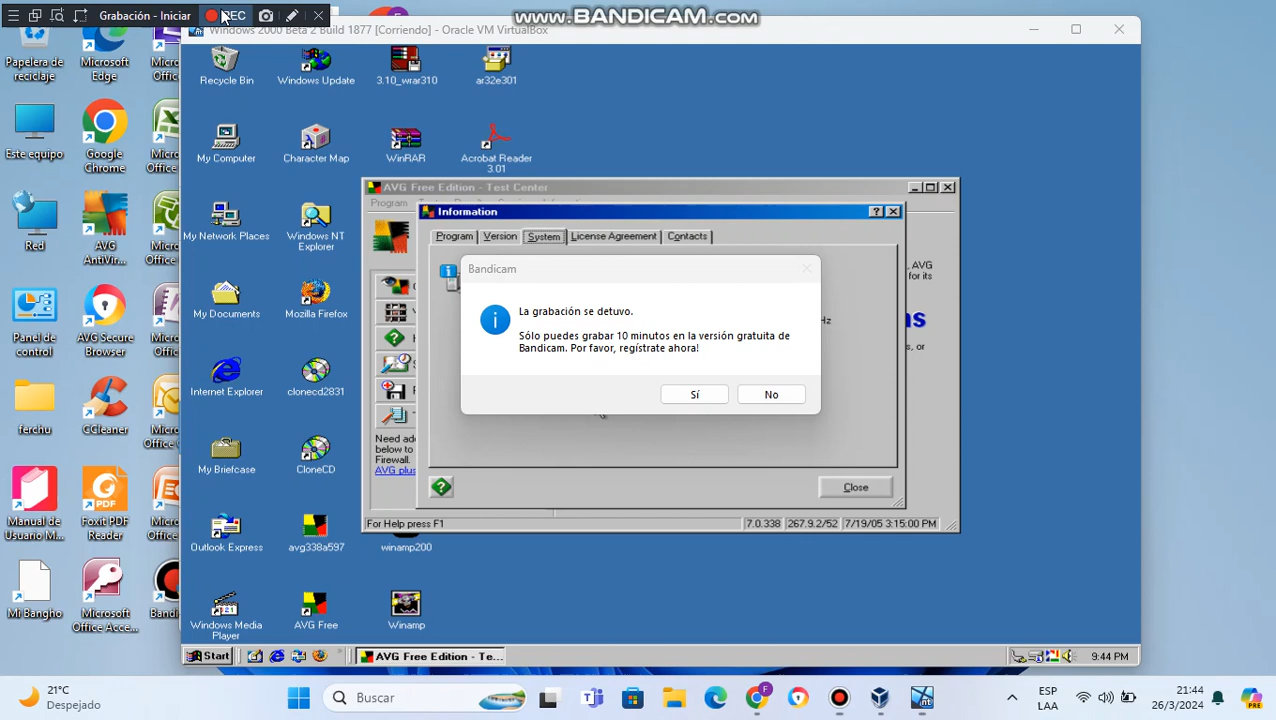 Grabación - Iniciar
REC
www.BANDICAM.com
Windows 2000 Beta 2 Build 1877 [Corriendo] - Oracle VM VirtualBox
Papelera de
reciclaje
Microsoft
Edge
Este equipo
Google
Chrome
Red
AVG
AntiVir...
Panel de
control
AVG Secure
Browser
ferchu
CCleaner
Manual de
Usuario M...
Foxit PDF
Reader
Mi Bangho
Microsoft
Office Acce...
Recycle Bin
Windows Update
3.10_wrar310
ar32e301
My Computer
Character Map
WinRAR
Acrobat Reader
3.01
My Network Places
Windows NT
Explorer
My Documents
Mozilla Firefox
Internet Explorer
clonecd2831
My Briefcase
CloneCD
Outlook Express
avg338a597
winamp200
Windows Media
Player
AVG Free
Winamp
AVG Free Edition - Test Center
Program
Information
Program
Version
System
License Agreement
Contacts
, AVG
for its
Hz
ns
, or
Bandicam
La grabación se detuvo.
Sólo puedes grabar 10 minutos en la versión gratuita de
Bandicam. Por favor, regístrate ahora!
Sí
No
Need ad
below to
Firewall.
AVG plus
Close
For Help press F1
7.0.338
267.9.2/52
7/19/05 3:15:00 PM
Start
AVG Free Edition - Te...
9:44 PM
21°C
Despejado
Buscar
ESP
LAA
21:44
26/3/2024